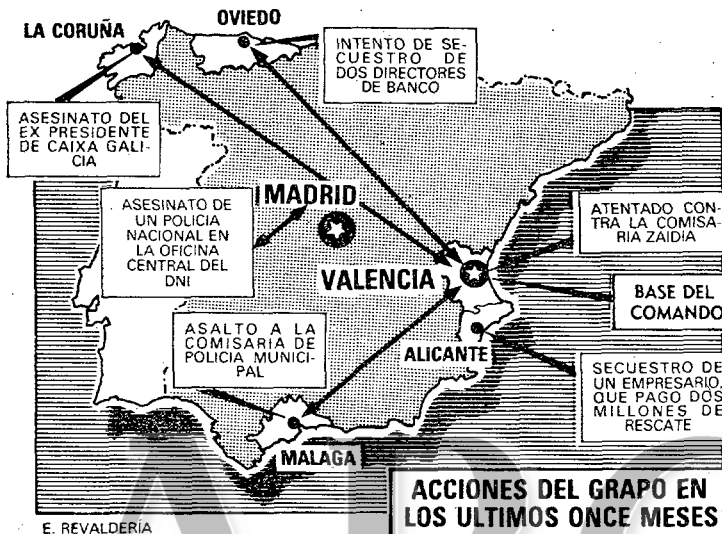 LA CORUÑA
OVIEDO
INTENTO DE SE-
CUESTRO DE
DOS DIRECTORES
DE BANCO
ASESINATO DEL
EX PRESIDENTE
DE CAIXA GALI-
CIA
ASESINATO DE
UN POLICIA
NACIONAL EN
LA OFICINA
CENTRAL DEL
DNI
MADRID
ATENTADO CON-
TRA LA COMISA-
RIA ZAIDIA
VALENCIA
BASE DEL
COMANDO
ASALTO A LA
COMISARIA DE
POLICIA MUNICI-
PAL
ALICANTE
SECUESTRO DE
UN EMPRESARIO,
QUE PAGO DOS
MILLONES DE
RESCATE
MALAGA
ACCIONES DEL GRAPO EN
LOS ULTIMOS ONCE MESES
E. REVALDERÍA